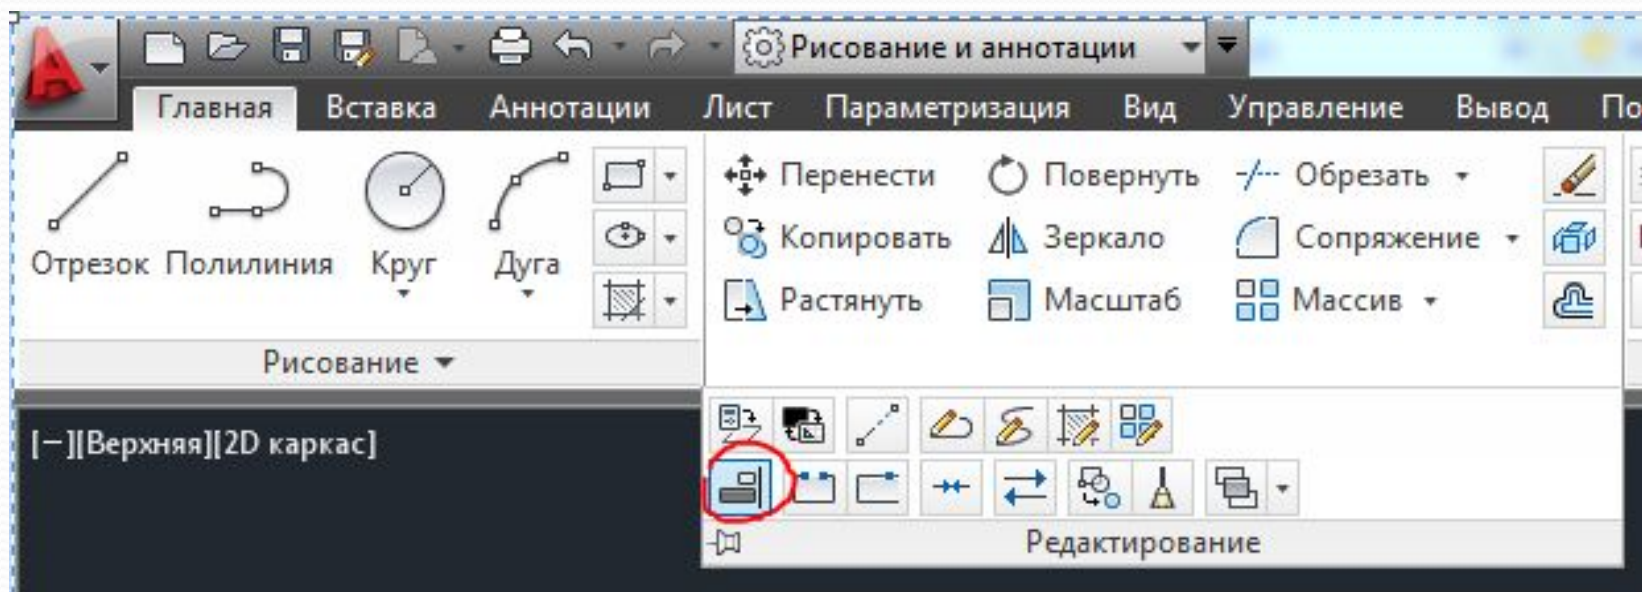 Рисование и аннотации
Главная Вставка Аннотации Лист Параметризация Вид Управление Вывод
Перенести Повернуть Обрезать
Копировать Зеркало Сопряжение
Отрезок Полилиния Круг Дуга
Растянуть Масштаб Массив
Рисование
[—][Верхняя][2D каркас]
Редактирование